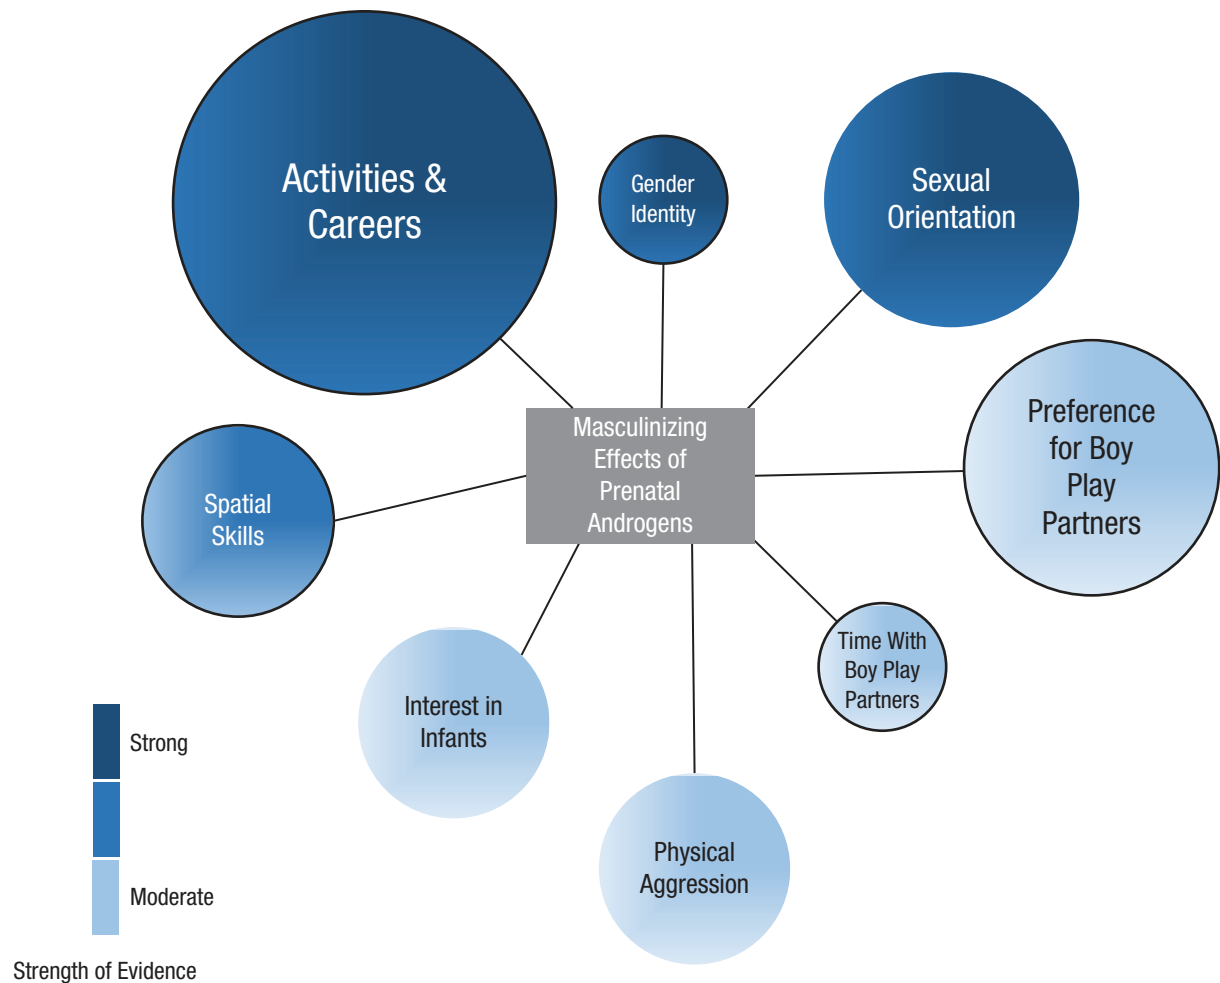 Activities &
Careers
Gender
Identity
Sexual
Orientation
Preference
for Boy
Play
Partners
Masculinizing
Effects of
Prenatal
Androgens
Spatial
Skills
Time With
Boy Play
Partners
Interest in
Infants
Physical
Aggression
Strong
Moderate
Strength of Evidence